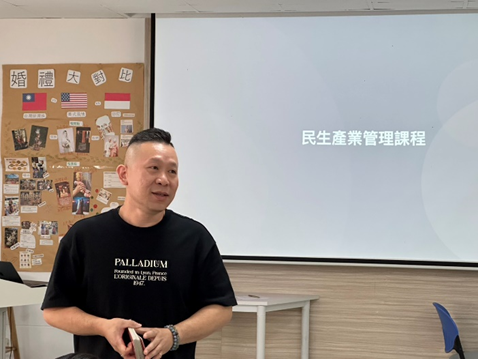 婚禮大對比
民生產業管理課程
PALLADIUM
Founded in Lyon, France
L'ORIGINALE DEPUIS
1947.